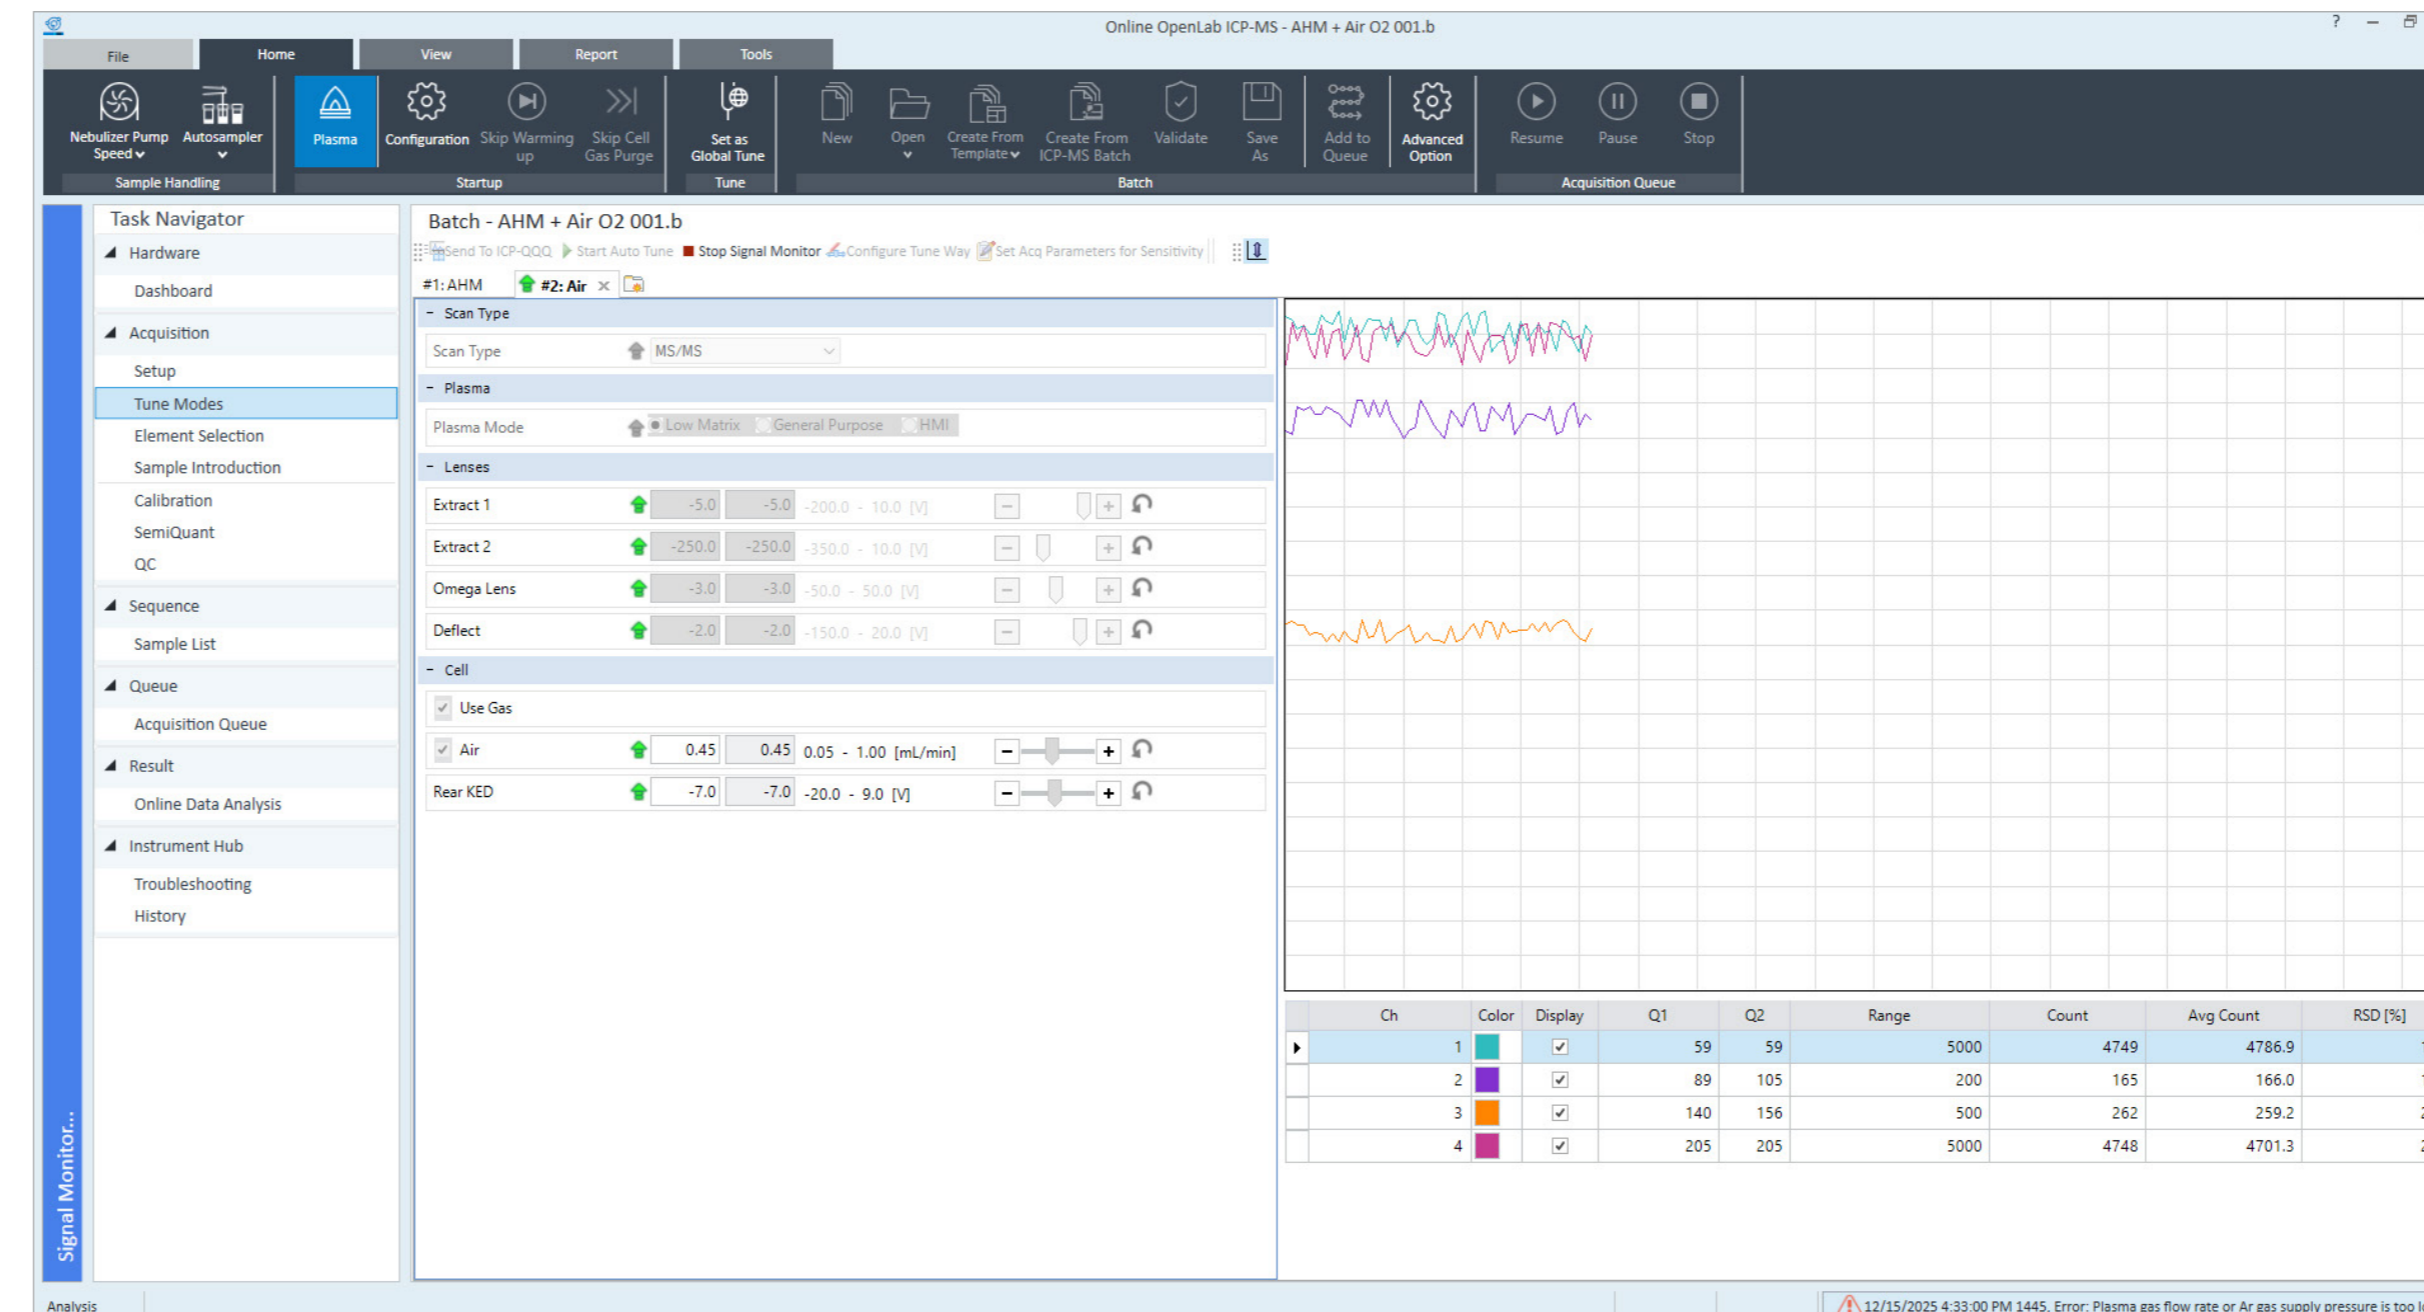 Online OpenLab ICP-MS - AHM + Air O2 001.b
File Home View Report Tools
Nebulizer Pump Speed Autosampler Plasma Configuration Skip Warming up Skip Cell Gas Purge Set as Global Tune New Open Create From Template Create From ICP-MS Batch Validate Save As Add to Queue Advanced Option Resume Pause Stop
Sample Handling Startup Tune Batch Acquisition Queue
Task Navigator
Hardware
Dashboard
Acquisition
Setup
Tune Modes
Element Selection
Sample Introduction
Calibration
SemiQuant
QC
Sequence
Sample List
Queue
Acquisition Queue
Result
Online Data Analysis
Instrument Hub
Troubleshooting
History
Signal Monitor...
Batch - AHM + Air O2 001.b
Send To ICP-QQQ Start Auto Tune Stop Signal Monitor Configure Tune Way Set Acq Parameters for Sensitivity
#1: AHM #2: Air
- Scan Type
Scan Type MS/MS
- Plasma
Plasma Mode Low Matrix General Purpose HMI
- Lenses
Extract 1 -5.0 -5.0 -200.0 - 10.0 [V]
Extract 2 -250.0 -250.0 -350.0 - 10.0 [V]
Omega Lens -3.0 -3.0 -50.0 - 50.0 [V]
Deflect -2.0 -2.0 -150.0 - 20.0 [V]
- Cell
Use Gas
Air 0.45 0.45 0.05 - 1.00 [mL/min]
Rear KED -7.0 -7.0 -20.0 - 9.0 [V]
Ch Color Display Q1 Q2 Range Count Avg Count RSD [%]
1 59 59 5000 4749 4786.9
2 89 105 200 165 166.0
3 140 156 500 262 259.2
4 205 205 5000 4748 4701.3
Analysis
12/15/2025 4:33:00 PM 1445, Error: Plasma gas flow rate or Ar gas supply pressure is too